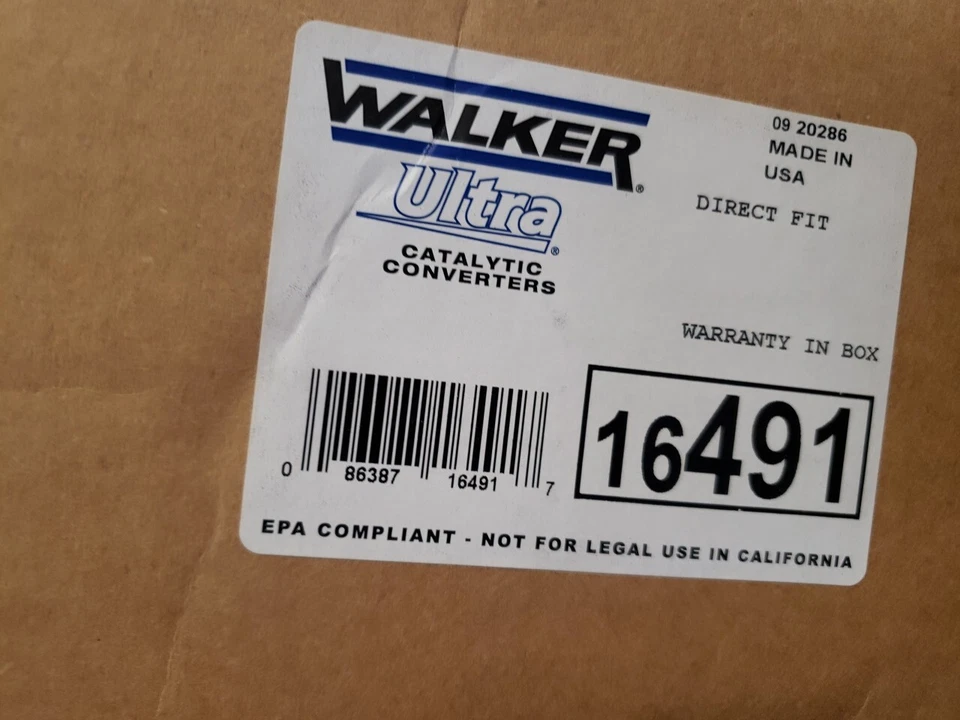 WALKER®
Ultra®
CATALYTIC
CONVERTERS
09 20286
MADE IN
USA
DIRECT FIT
WARRANTY IN BOX
16491
0 86387 16491 7
EPA COMPLIANT - NOT FOR LEGAL USE IN CALIFORNIA